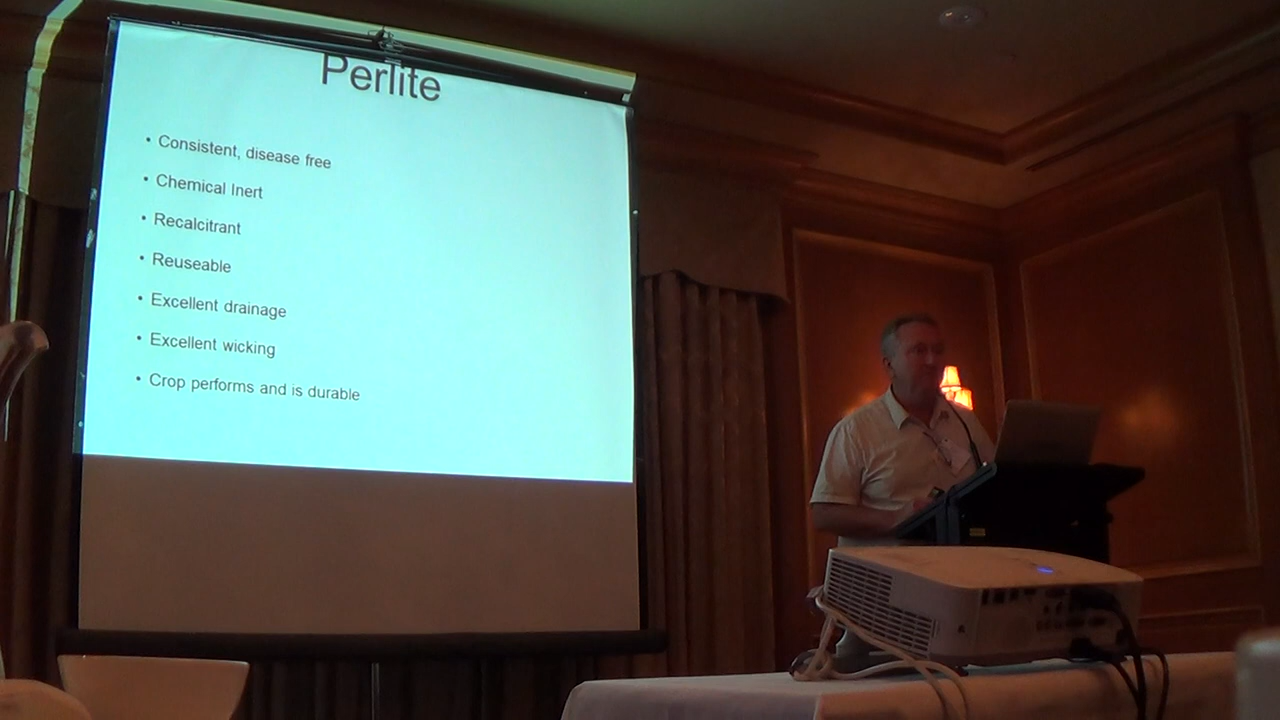 Perlite
• Consistent, disease free
• Chemical Inert
• Recalcitrant
• Reuseable
• Excellent drainage
• Excellent wicking
• Crop performs and is durable